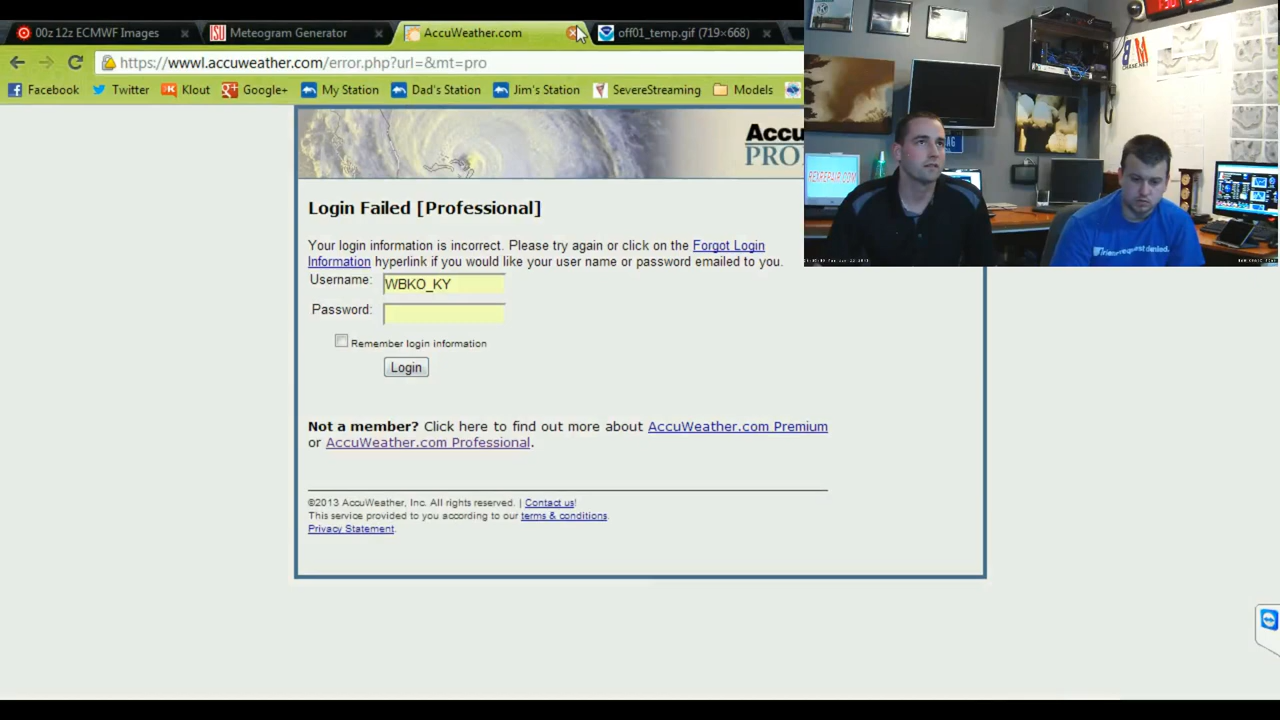 00z 12z ECMWF Images
Meteogram Generator
AccuWeather.com
off01_temp.gif (719×668)
https://wwwl.accuweather.com/error.php?url=&mt=pro
Facebook
Twitter
Klout
Google+
My Station
Dad's Station
Jim's Station
SevereStreaming
Models
Accu
PRO
Login Failed [Professional]
Your login information is incorrect. Please try again or click on the Forgot Login
Information hyperlink if you would like your user name or password emailed to you.
Username: WBKO_KY
Password:
Remember login information
Login
Not a member? Click here to find out more about AccuWeather.com Premium
or AccuWeather.com Professional.
©2013 AccuWeather, Inc. All rights reserved. | Contact us!
This service provided to you according to our terms & conditions.
Privacy Statement.
request denied.